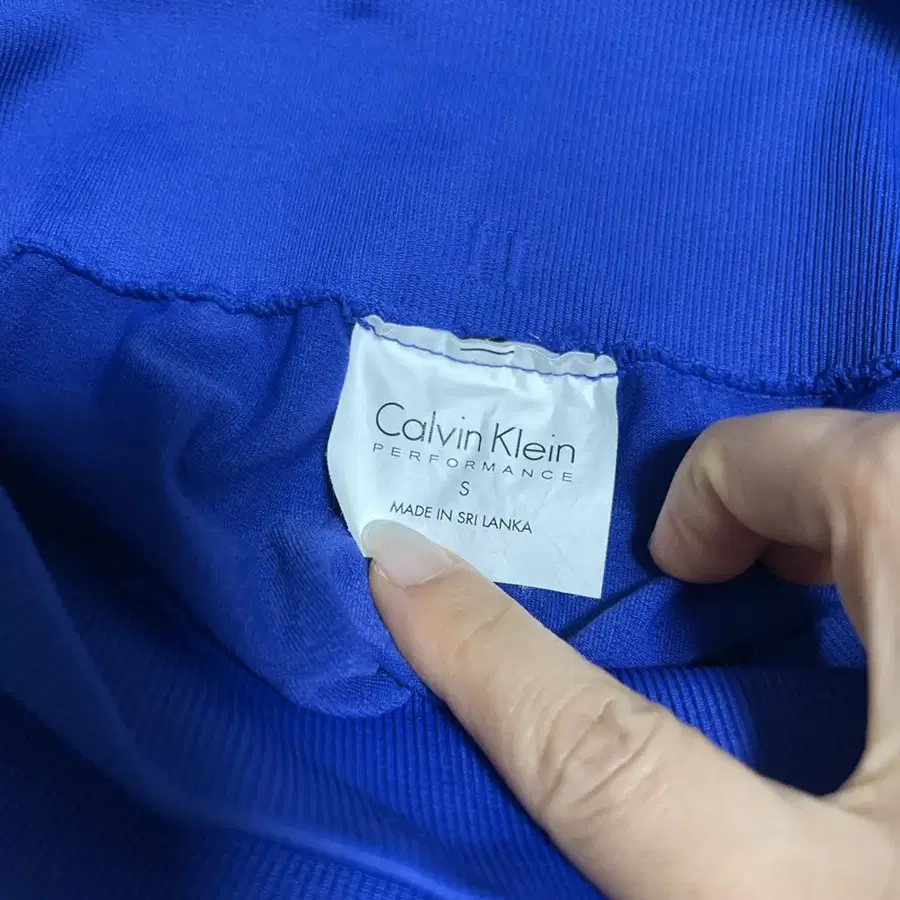 Calvin Klein
PERFORMANCE
S
MADE IN SRI LANKA